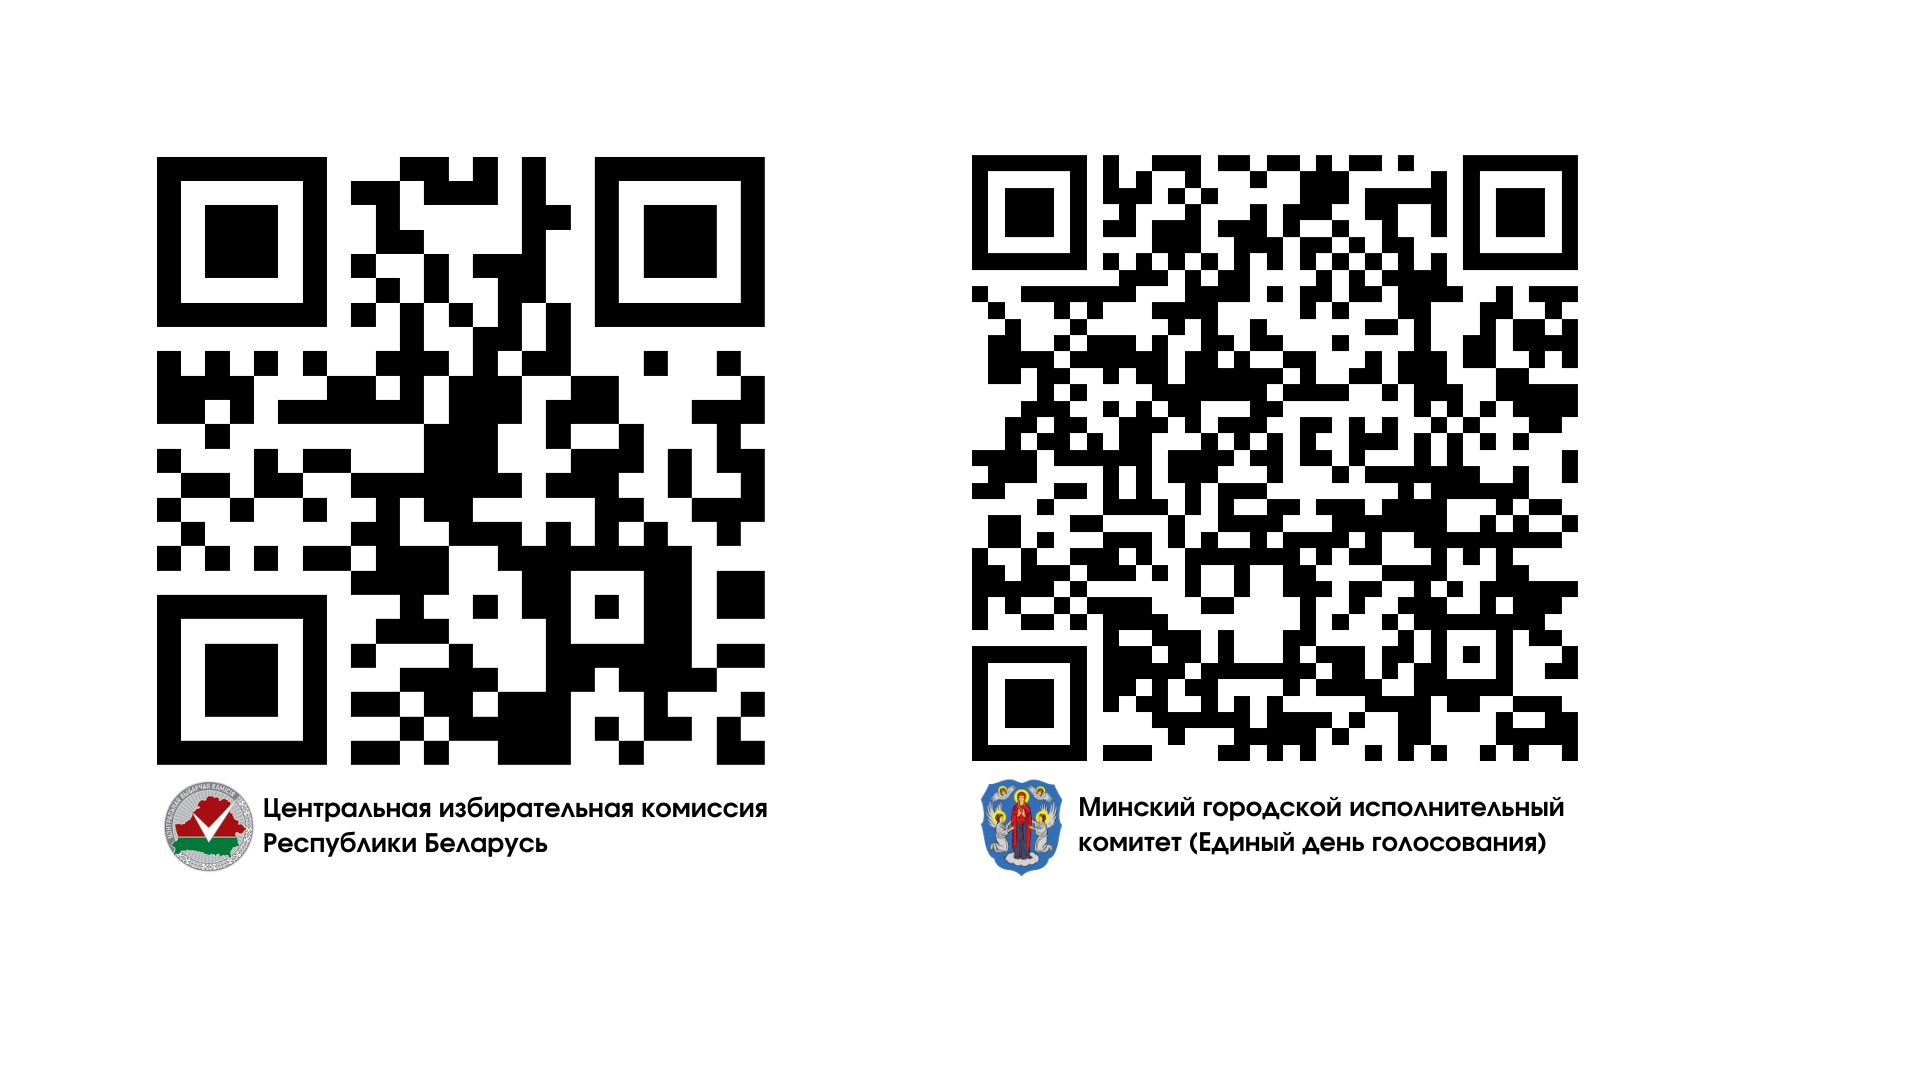 Центральная избирательная комиссия
Республики Беларусь
Минский городской исполнительный
комитет (Единый день голосования)